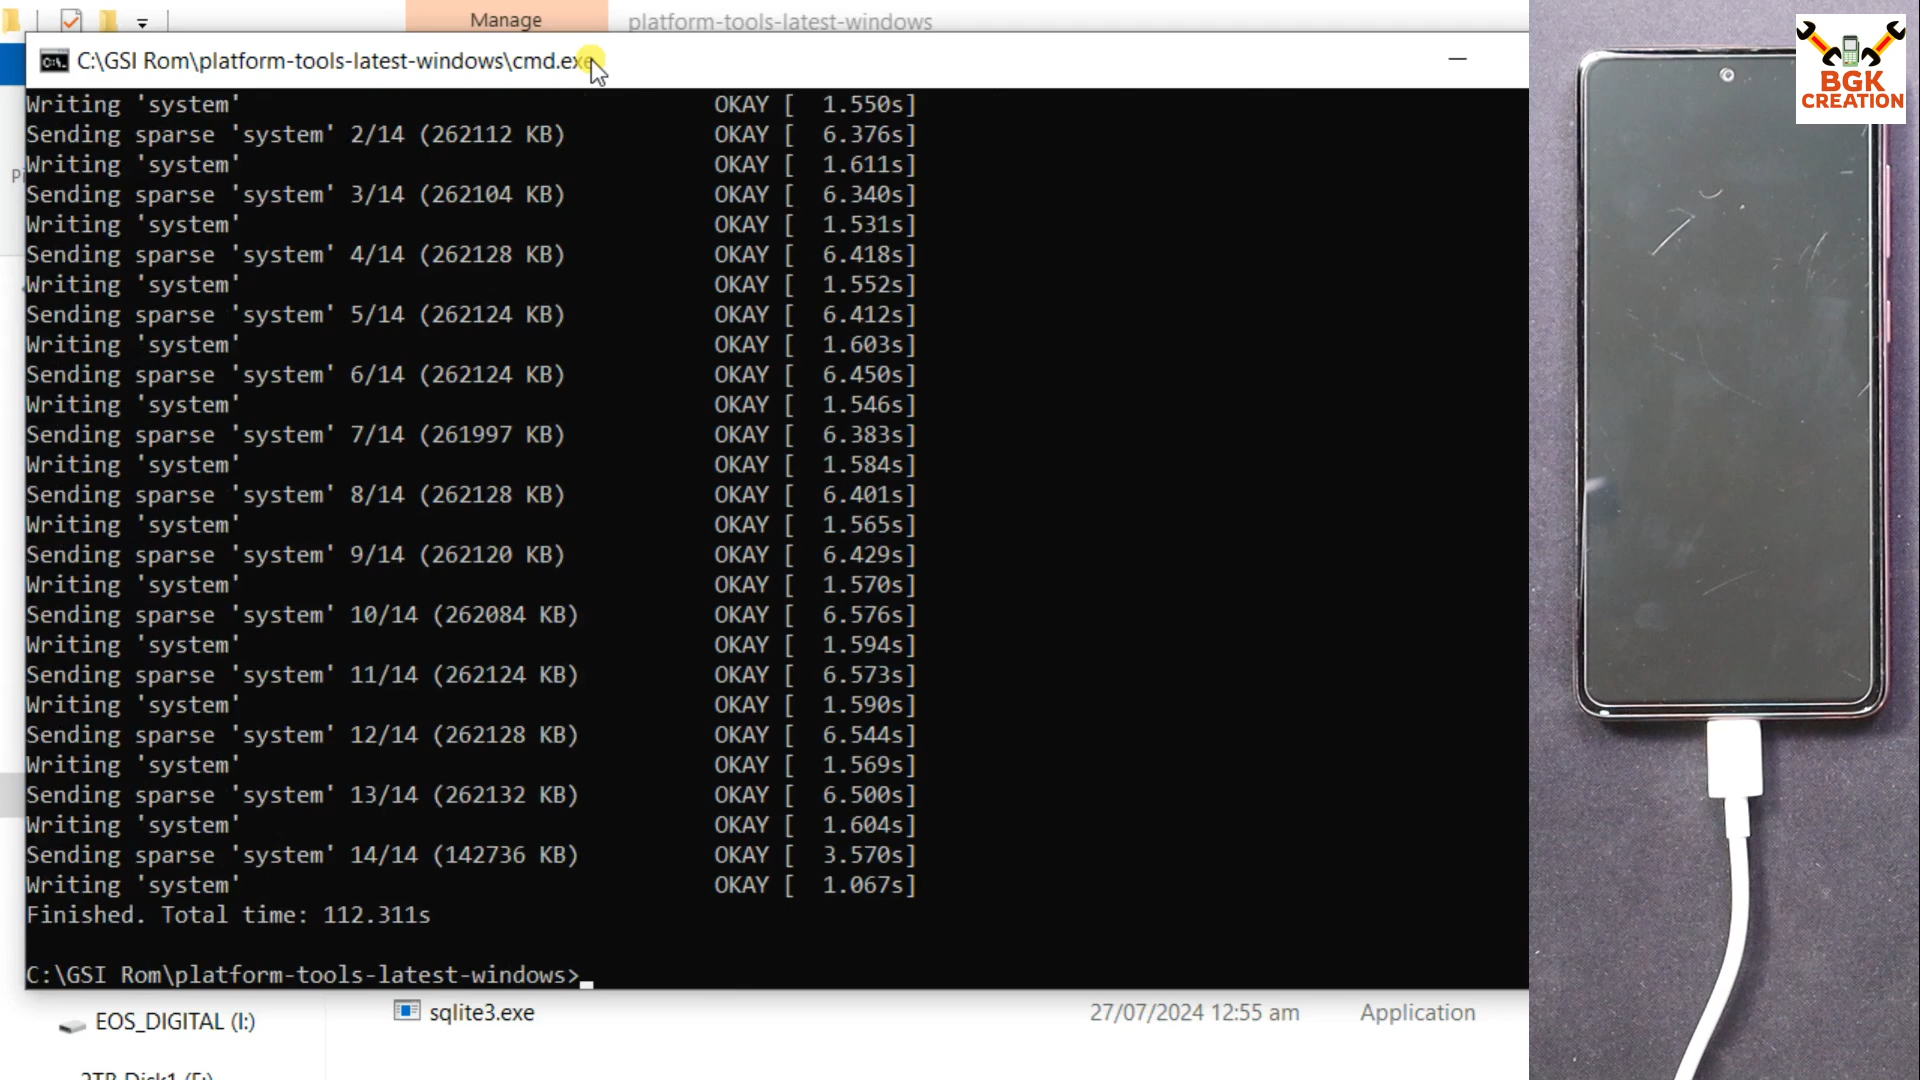 Manage
platform-tools-latest-windows
C:\GSI Rom\platform-tools-latest-windows\cmd.exe
Writing 'system' OKAY [ 1.550s]
Sending sparse 'system' 2/14 (262112 KB) OKAY [ 6.376s]
Writing 'system' OKAY [ 1.611s]
Sending sparse 'system' 3/14 (262104 KB) OKAY [ 6.340s]
Writing 'system' OKAY [ 1.531s]
Sending sparse 'system' 4/14 (262128 KB) OKAY [ 6.418s]
Writing 'system' OKAY [ 1.552s]
Sending sparse 'system' 5/14 (262124 KB) OKAY [ 6.412s]
Writing 'system' OKAY [ 1.603s]
Sending sparse 'system' 6/14 (262124 KB) OKAY [ 6.450s]
Writing 'system' OKAY [ 1.546s]
Sending sparse 'system' 7/14 (261997 KB) OKAY [ 6.383s]
Writing 'system' OKAY [ 1.584s]
Sending sparse 'system' 8/14 (262128 KB) OKAY [ 6.401s]
Writing 'system' OKAY [ 1.565s]
Sending sparse 'system' 9/14 (262120 KB) OKAY [ 6.429s]
Writing 'system' OKAY [ 1.570s]
Sending sparse 'system' 10/14 (262084 KB) OKAY [ 6.576s]
Writing 'system' OKAY [ 1.594s]
Sending sparse 'system' 11/14 (262124 KB) OKAY [ 6.573s]
Writing 'system' OKAY [ 1.590s]
Sending sparse 'system' 12/14 (262128 KB) OKAY [ 6.544s]
Writing 'system' OKAY [ 1.569s]
Sending sparse 'system' 13/14 (262132 KB) OKAY [ 6.500s]
Writing 'system' OKAY [ 1.604s]
Sending sparse 'system' 14/14 (142736 KB) OKAY [ 3.570s]
Writing 'system' OKAY [ 1.067s]
Finished. Total time: 112.311s
C:\GSI Rom\platform-tools-latest-windows>
sqlite3.exe 27/07/2024 12:55 am Application
EOS_DIGITAL (I:)
BGK
CREATION